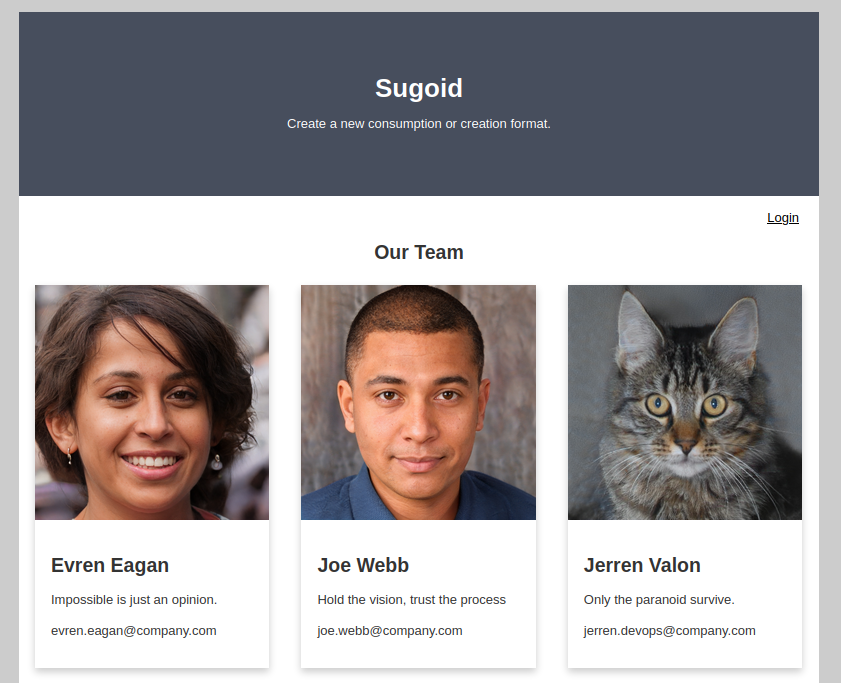 Sugoid
Create a new consumption or creation format.
Login
Our Team
Evren Eagan
Impossible is just an opinion.
evren.eagan@company.com
Joe Webb
Hold the vision, trust the process
joe.webb@company.com
Jerren Valon
Only the paranoid survive.
jerren.devops@company.com